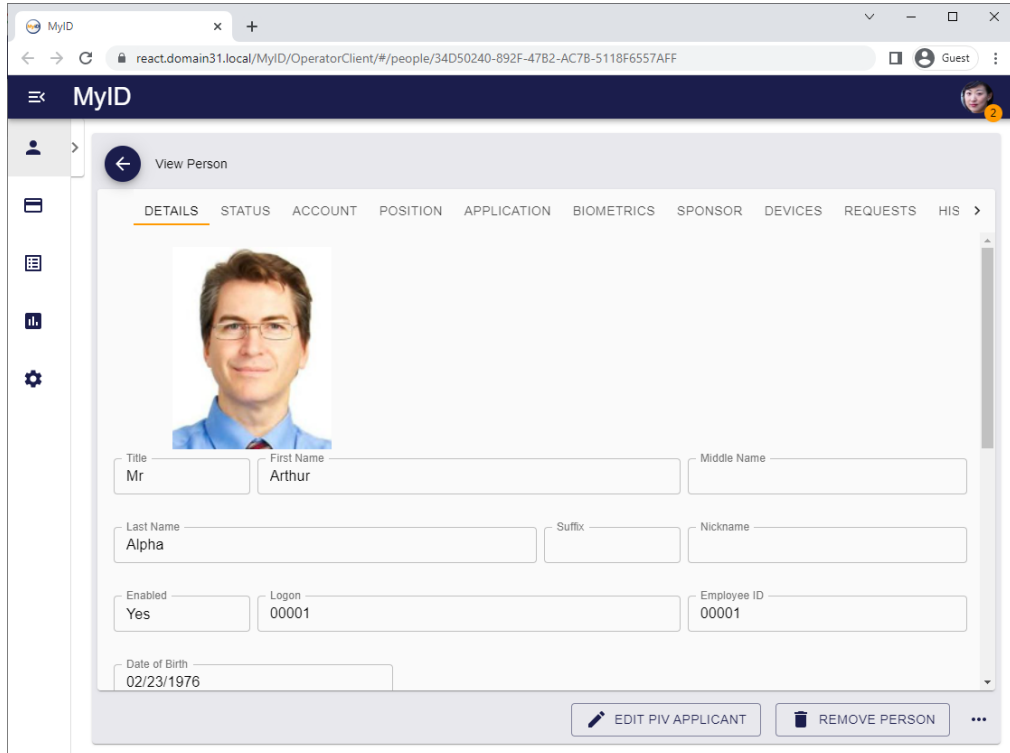 MyID
react.domain31.local/MyID/OperatorClient/#/people/34D50240-892F-47B2-AC7B-5118F6557AFF
Guest
MyID
2
View Person
DETAILS STATUS ACCOUNT POSITION APPLICATION BIOMETRICS SPONSOR DEVICES REQUESTS HIS
Title First Name Middle Name
Mr Arthur
Last Name Suffix Nickname
Alpha
Enabled Logon Employee ID
Yes 00001 00001
Date of Birth
02/23/1976
EDIT PIV APPLICANT REMOVE PERSON